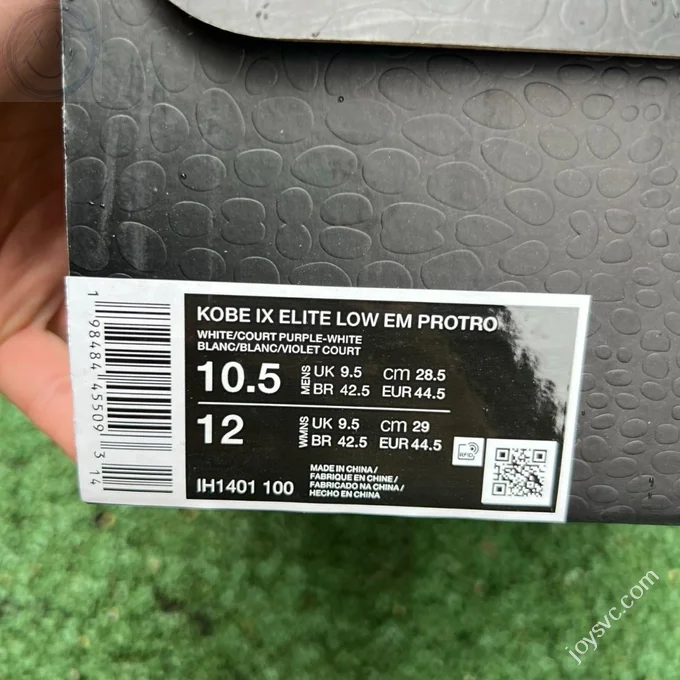 KOBE IX ELITE LOW EM PROTRO
WHITE/COURT PURPLE-WHITE
BLANC/BLANC/VIOLET COURT
10.5 MENS UK 9.5 CM 28.5
BR 42.5 EUR 44.5
12 WMNS UK 9.5 CM 29
BR 42.5 EUR 44.5
RFID
IH1401 100
MADE IN CHINA/
FABRIQUE EN CHINE/
FABRICADO NA CHINA/
HECHO EN CHINA
1 98484 45509 314
joysvc.com